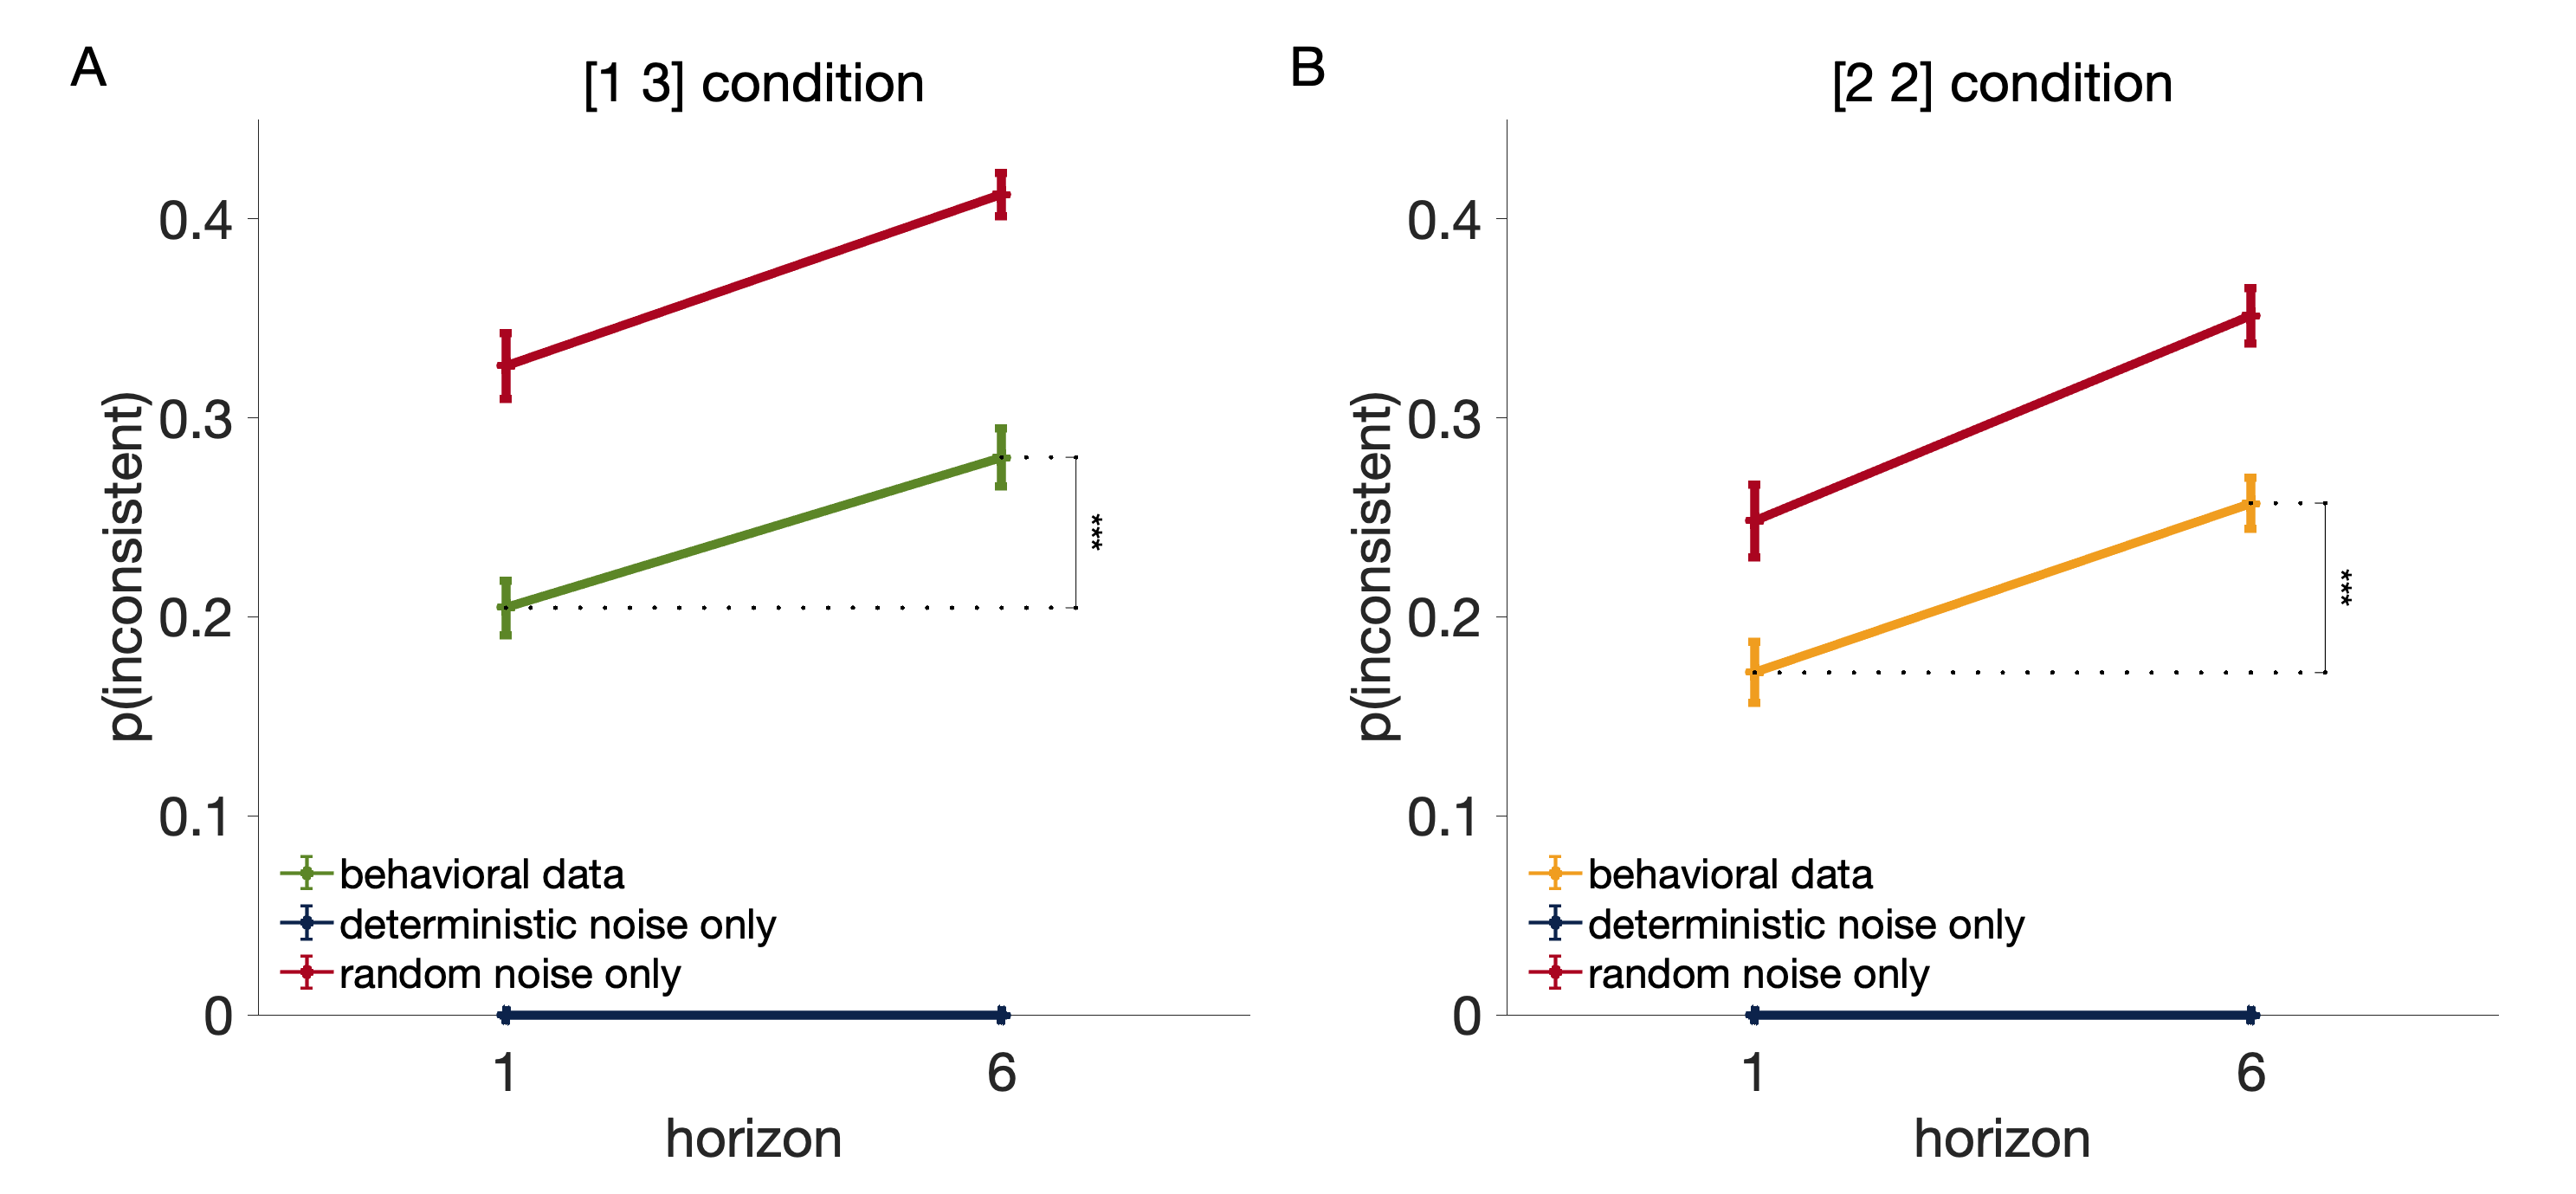 A
[1 3] condition
p(inconsistent)
0.4
0.3
0.2
0.1
0
***
behavioral data
deterministic noise only
random noise only
1
6
horizon
B
[2 2] condition
p(inconsistent)
0.4
0.3
0.2
0.1
0
***
behavioral data
deterministic noise only
random noise only
1
6
horizon